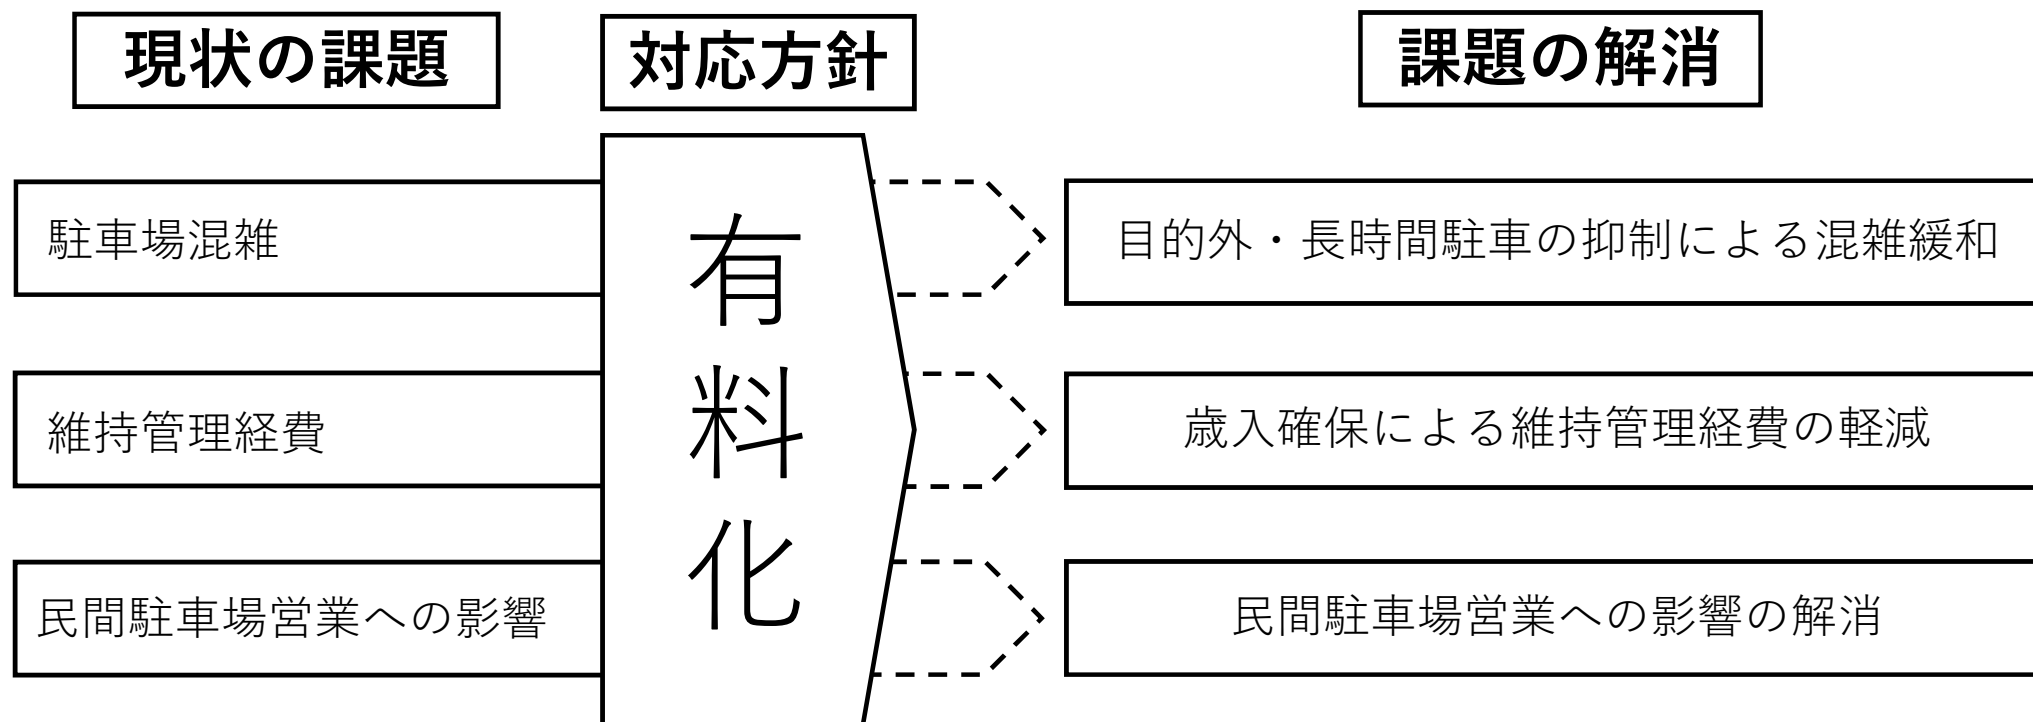 現状の課題
対応方針
課題の解消
駐車場混雑
有料化
目的外・長時間駐車の抑制による混雑緩和
維持管理経費
歳入確保による維持管理経費の軽減
民間駐車場営業への影響
民間駐車場営業への影響の解消